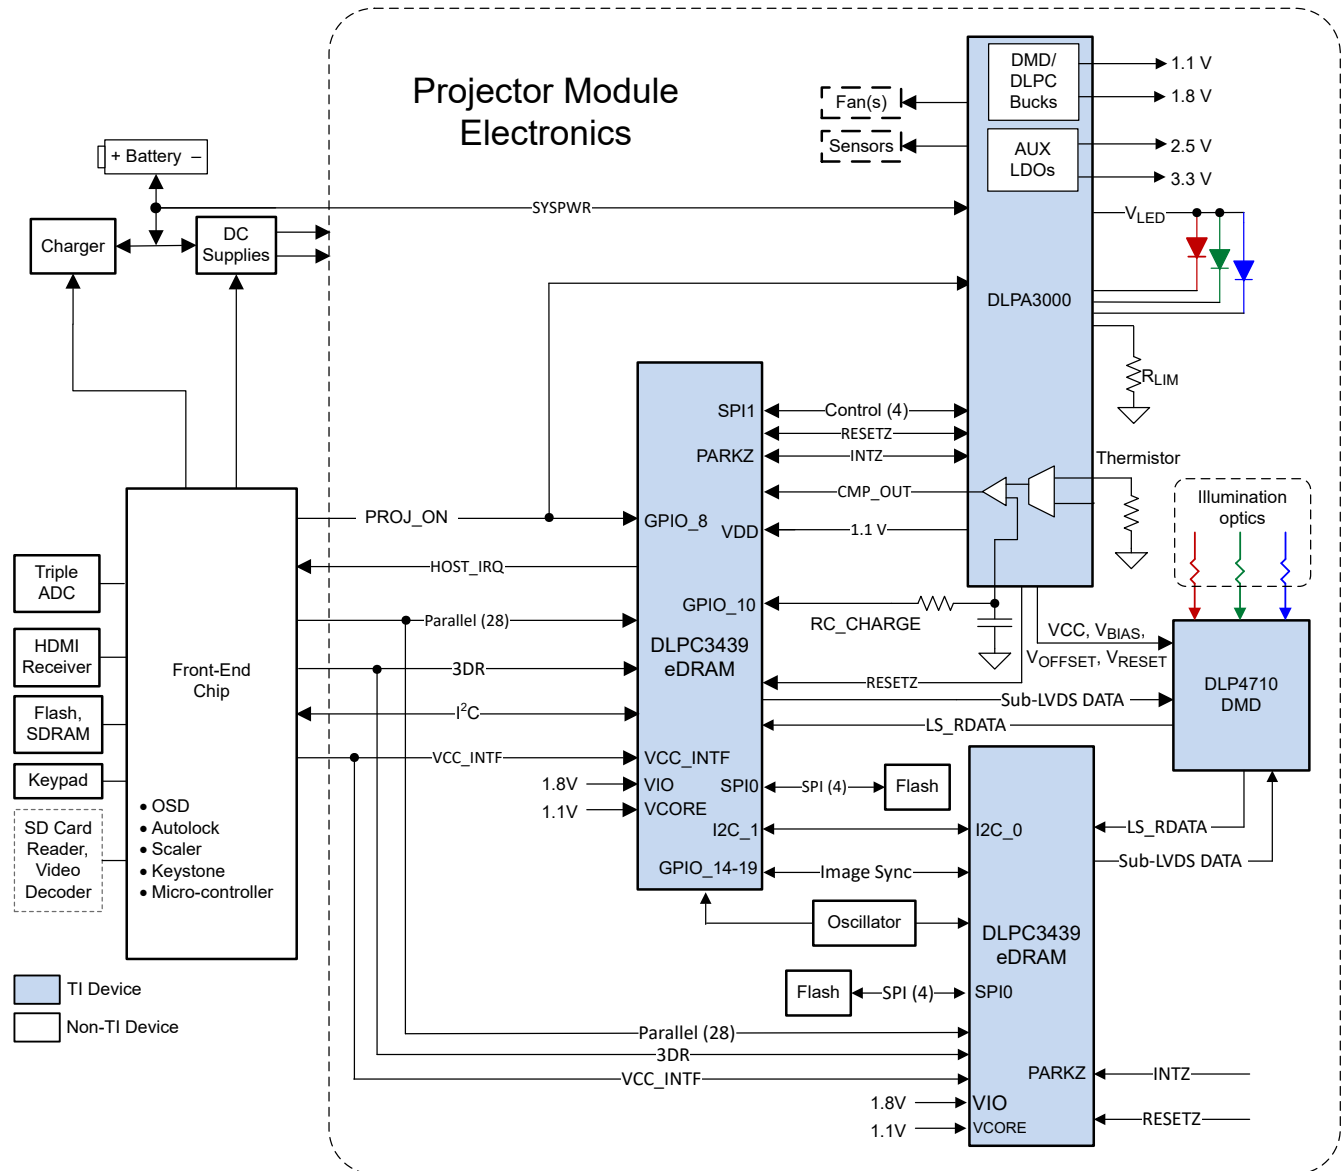 Projector Module
Electronics
DMD/
DLPC
Bucks
1.1 V
1.8 V
AUX
LDOs
2.5 V
3.3 V
Fan(s)
Sensors
+ Battery –
Charger
DC
Supplies
SYSPWR
VLED
DLPA3000
RLIM
Thermistor
Illumination
optics
SPI1
Control (4)
RESETZ
PARKZ
INTZ
CMP_OUT
PROJ_ON
GPIO_8
VDD
1.1 V
HOST_IRQ
Triple
ADC
HDMI
Receiver
Flash,
SDRAM
Keypad
SD Card
Reader,
Video
Decoder
Front-End
Chip
• OSD
• Autolock
• Scaler
• Keystone
• Micro-controller
Parallel (28)
GPIO_10
RC_CHARGE
DLPC3439
eDRAM
3DR
RESETZ
VCC, VBIAS,
VOFFSET, VRESET
DLP4710
DMD
I2C
Sub-LVDS DATA
LS_RDATA
VCC_INTF
VCC_INTF
1.8V
VIO
1.1V
VCORE
SPI0
SPI (4)
Flash
I2C_1
I2C_0
LS_RDATA
Sub-LVDS DATA
GPIO_14-19
Image Sync
Oscillator
DLPC3439
eDRAM
Flash
SPI (4)
SPI0
Parallel (28)
3DR
VCC_INTF
PARKZ
INTZ
1.8V
VIO
RESETZ
1.1V
VCORE
TI Device
Non-TI Device